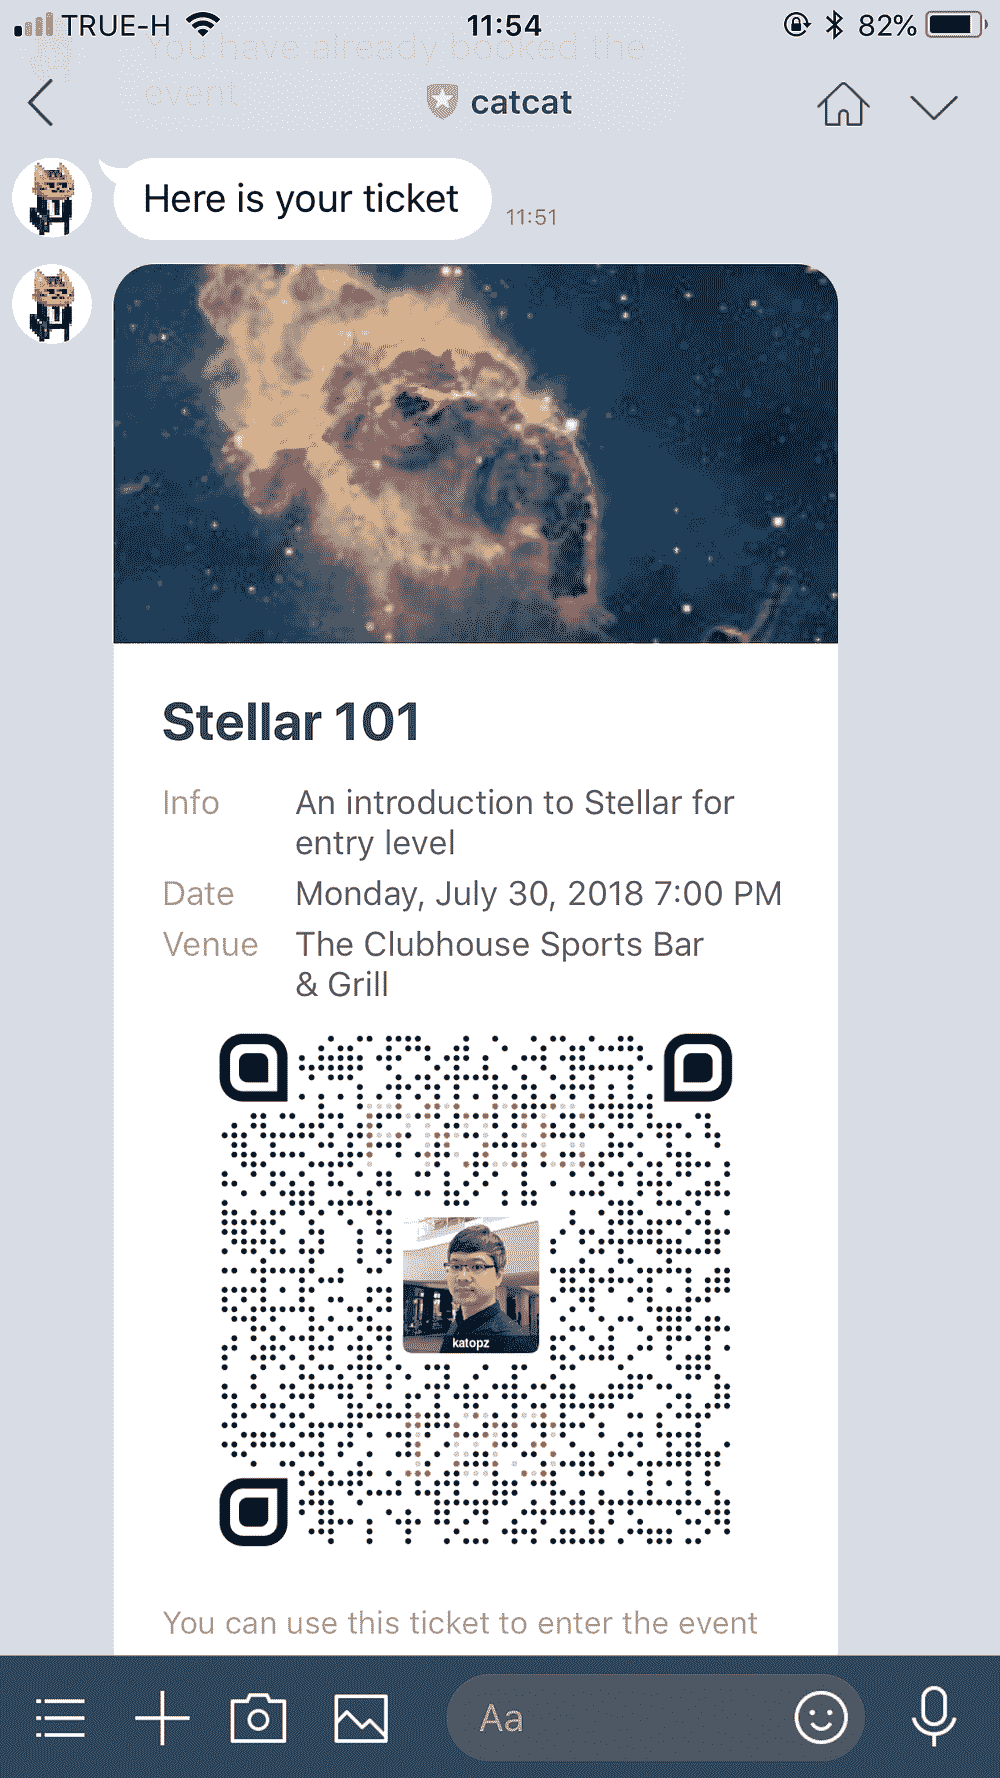 TRUE-H
11:54
82%
You have already booked the
event
catcat
Here is your ticket
11:51
Stellar 101
Info
An introduction to Stellar for
entry level
Date
Monday, July 30, 2018 7:00 PM
Venue
The Clubhouse Sports Bar
& Grill
katopz
You can use this ticket to enter the event
Aa